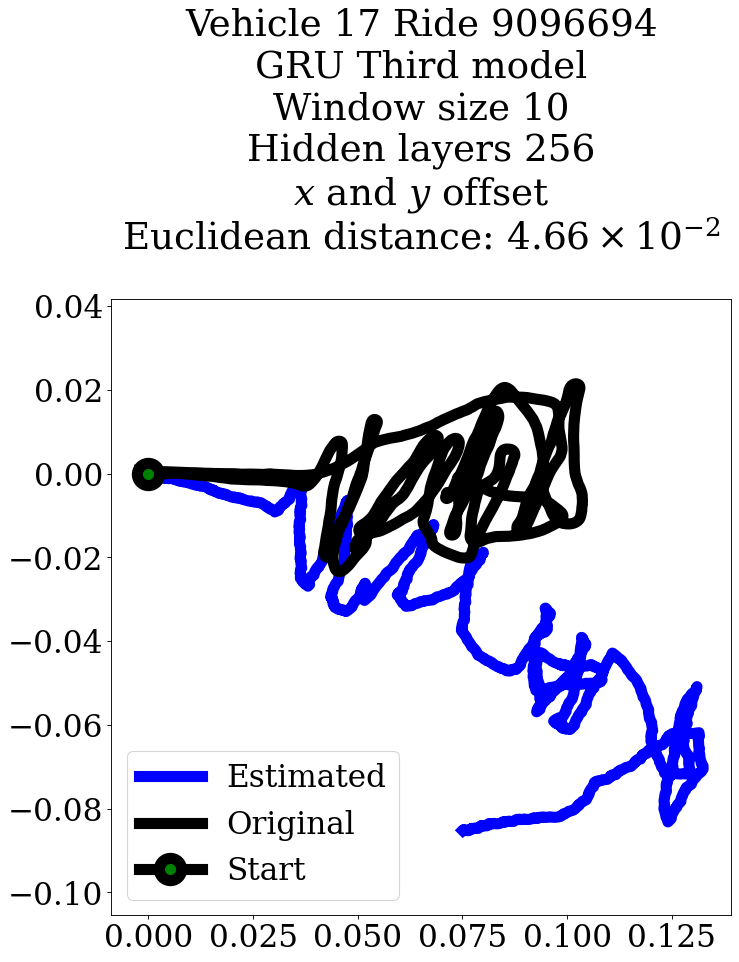 Vehicle 17 Ride 9096694
GRU Third model
Window size 10
Hidden layers 256
x and y offset
Euclidean distance: 4.66 × 10⁻²
0.04
0.02
0.00
−0.02
−0.04
−0.06
−0.08
−0.10
Estimated
Original
Start
0.000 0.025 0.050 0.075 0.100 0.125